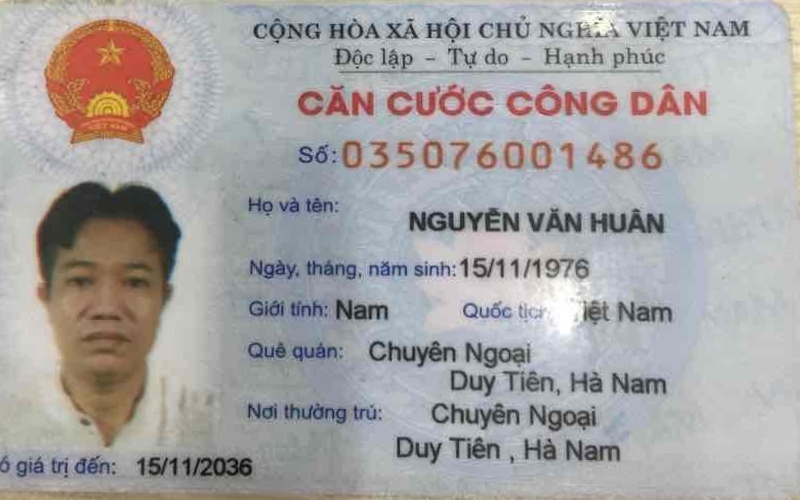 CỘNG HÒA XÃ HỘI CHỦ NGHĨA VIỆT NAM
Độc lập – Tự do – Hạnh phúc
CĂN CƯỚC CÔNG DÂN
Số: 035076001486
Họ và tên:
NGUYỄN VĂN HUÂN
Ngày, tháng, năm sinh: 15/11/1976
Giới tính: Nam Quốc tịch: Việt Nam
Quê quán: Chuyên Ngoại
Duy Tiên, Hà Nam
Nơi thường trú: Chuyên Ngoại
Duy Tiên , Hà Nam
ó giá trị đến: 15/11/2036